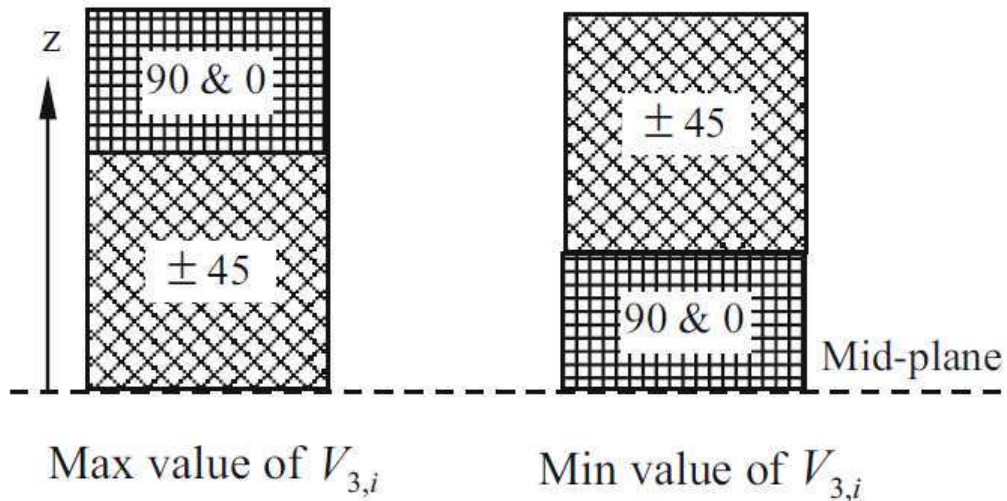 z
90 & 0
± 45
± 45
90 & 0
Mid-plane
Max value of V3,i
Min value of V3,i